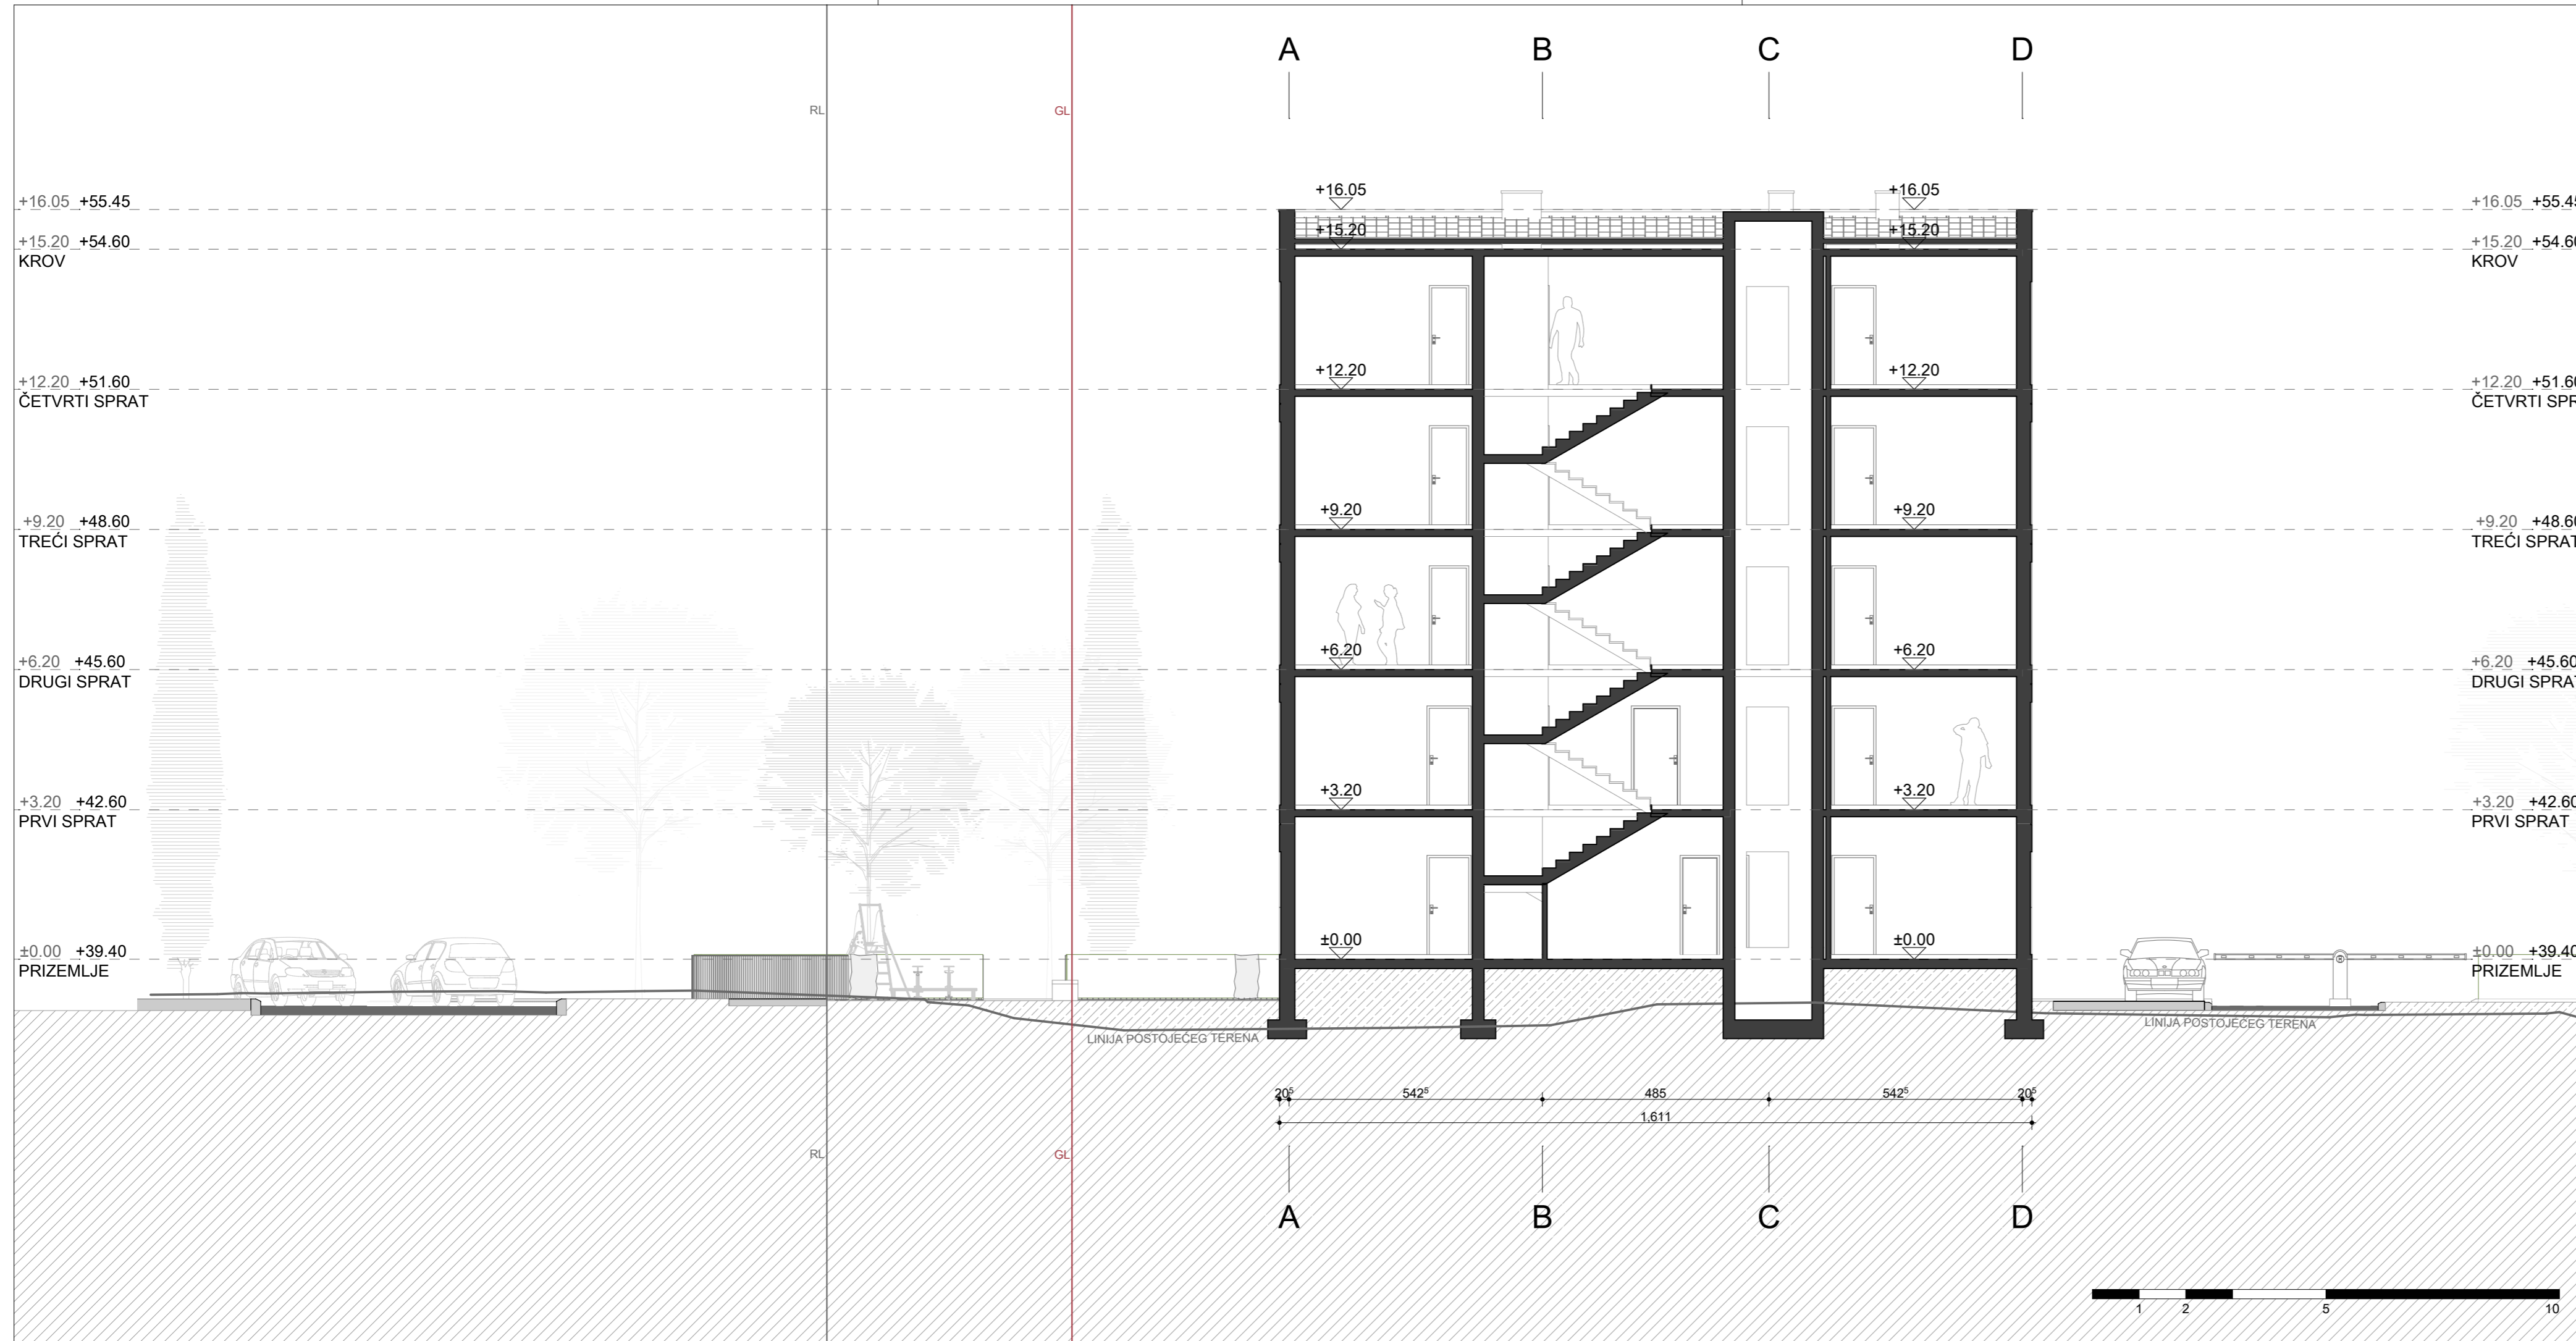 A B C D
RL
GL
+16.05 +55.45
+16.05
+16.05
+16.05 +55.45
+15.20 +54.60
+15.20
+15.20
+15.20 +54.60
KROV
KROV
+12.20 +51.60
+12.20
+12.20
+12.20 +51.60
ČETVRTI SPRAT
ČETVRTI SPR
+9.20 +48.60
+9.20
+9.20
+9.20 +48.60
TREĆI SPRAT
TREĆI SPRAT
+6.20 +45.60
+6.20
+6.20
+6.20 +45.60
DRUGI SPRAT
DRUGI SPRAT
+3.20 +42.60
+3.20
+3.20
+3.20 +42.60
PRVI SPRAT
PRVI SPRAT
±0.00 +39.40
±0.00
±0.00
±0.00 +39.40
PRIZEMLJE
PRIZEMLJE
LINIJA POSTOJEĆEG TERENA
LINIJA POSTOJEĆEG TERENA
20⁵ 542⁵ 485 542⁵ 20⁵
1,611
RL
GL
A B C D
1 2 5 10